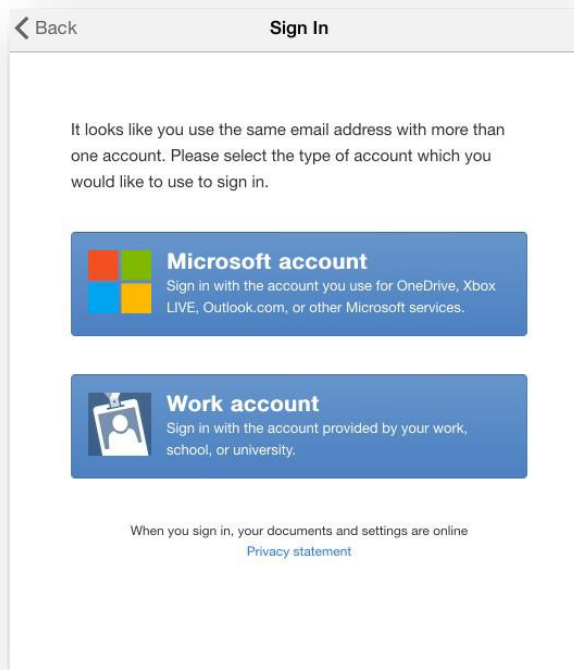 Back
Sign In
It looks like you use the same email address with more than
one account. Please select the type of account which you
would like to use to sign in.
Microsoft account
Sign in with the account you use for OneDrive, Xbox
LIVE, Outlook.com, or other Microsoft services.
Work account
Sign in with the account provided by your work,
school, or university.
When you sign in, your documents and settings are online
Privacy statement